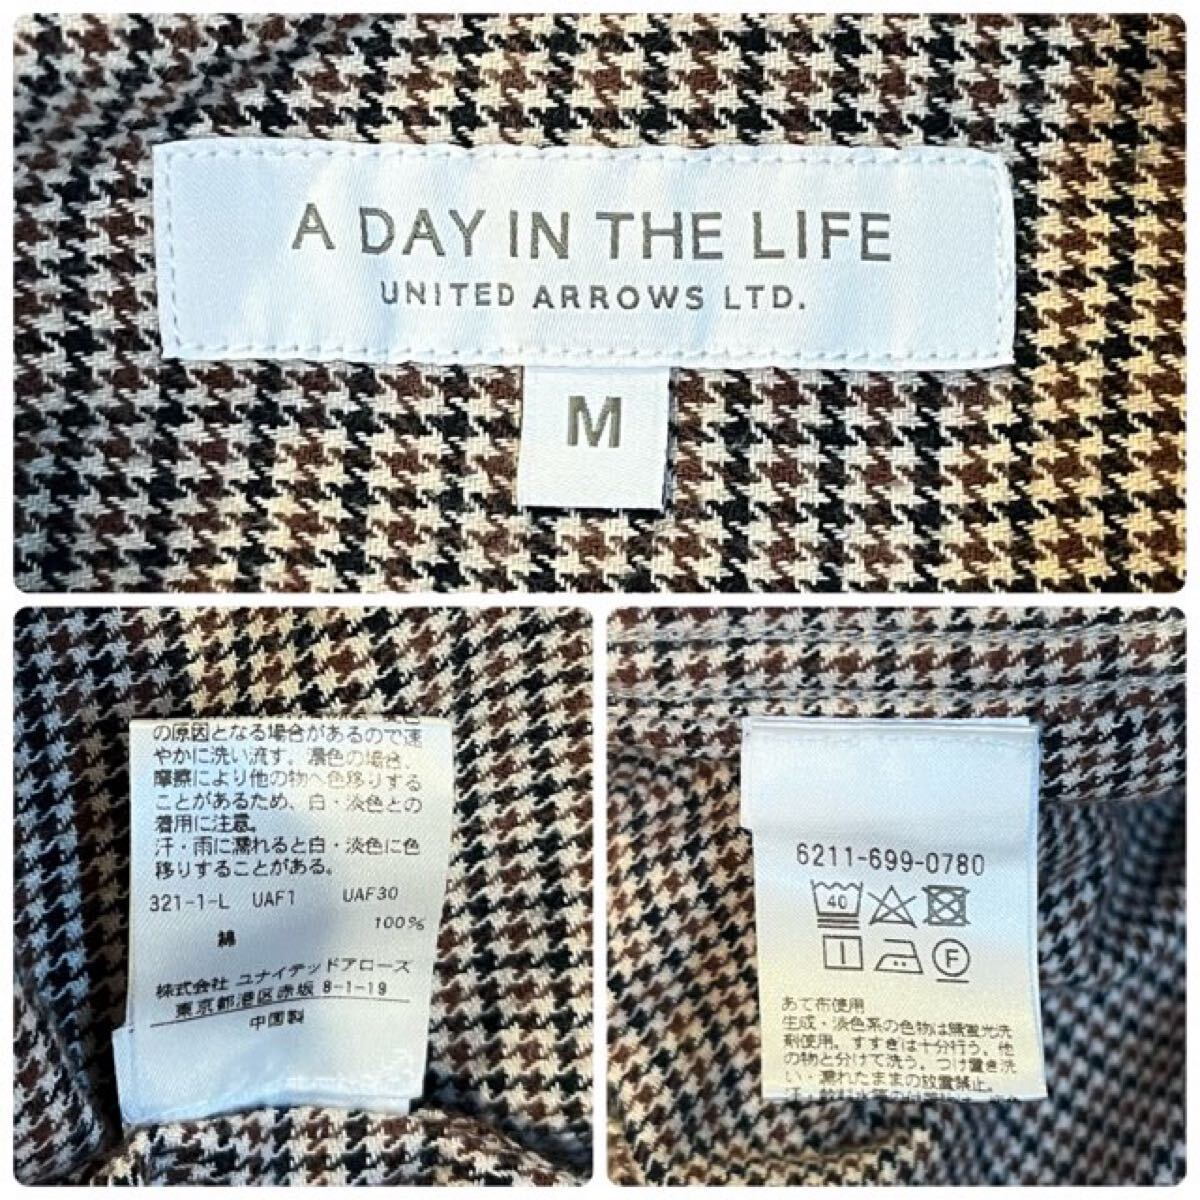 A DAY IN THE LIFE
UNITED ARROWS LTD.
M
の原因となる場合があるので速
やかに洗い流す。濃色の場合、
摩擦により他の物へ色移りする
ことがあるため、白・淡色との
着用に注意。
汗・雨に濡れると白・淡色に色
移りすることがある。
321-1-L UAF1 UAF30
綿 100%
株式会社 ユナイテッドアローズ
東京都港区赤坂 8-1-19
中国製
6211-699-0780
40
F
あて布使用
生成・淡色系の色物は無蛍光洗
剤使用。すすぎは十分行う。他
の物と分けて洗う。つけ置き洗
い・濡れたままの放置禁止。